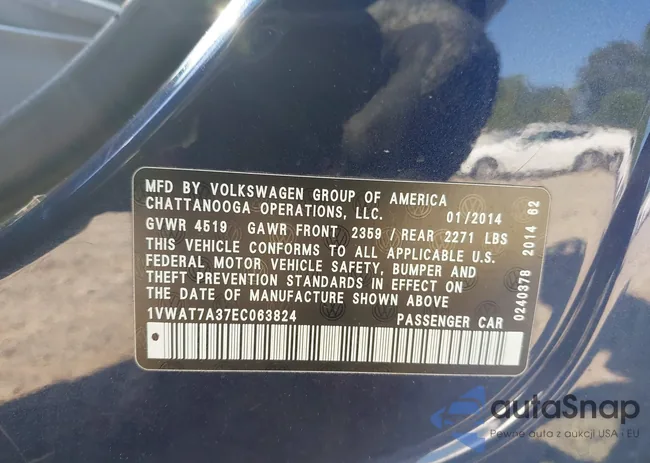 MFD BY VOLKSWAGEN GROUP OF AMERICA
CHATTANOOGA OPERATIONS, LLC. 01/2014
GVWR 4519 GAWR FRONT 2359 / REAR 2271 LBS
THIS VEHICLE CONFORMS TO ALL APPLICABLE U.S.
FEDERAL MOTOR VEHICLE SAFETY, BUMPER AND
THEFT PREVENTION STANDARDS IN EFFECT ON
THE DATE OF MANUFACTURE SHOWN ABOVE
1VWAT7A37EC063824 PASSENGER CAR
0240378 2014 62
autaSnap
Pewne auta z aukcji USA i EU